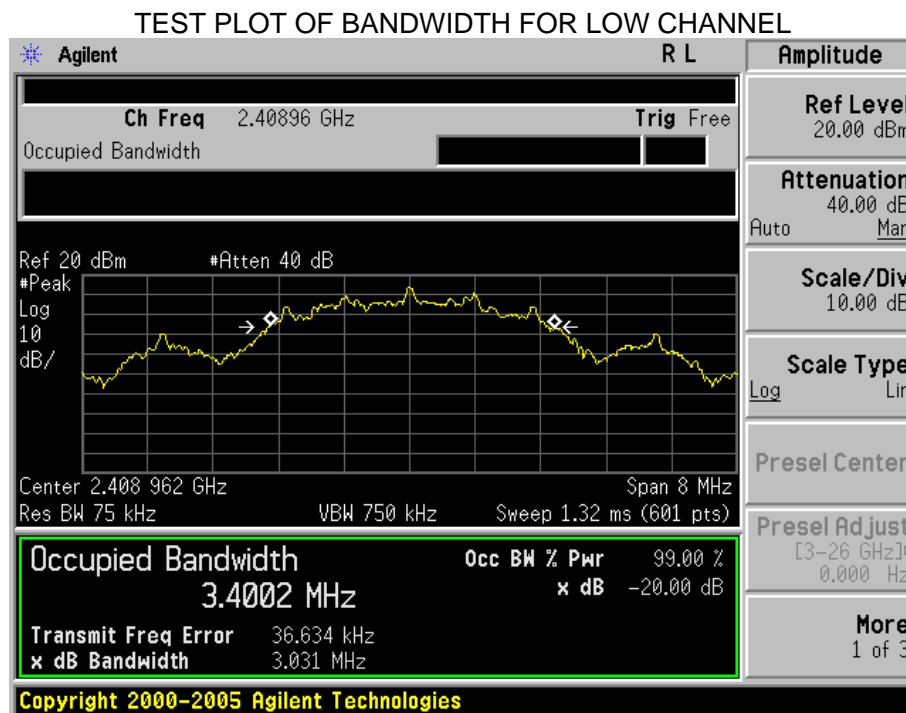 TEST PLOT OF BANDWIDTH FOR LOW CHANNEL
Agilent R L Amplitude
Ch Freq 2.40896 GHz Trig Free
Occupied Bandwidth
Ref Level
20.00 dBm
Attenuation
40.00 dB
Auto Man
Scale/Div
10.00 dB
Scale Type
Log Lin
Presel Center
Presel Adjust
[3-26 GHz]
0.000 Hz
More
1 of 3
Ref 20 dBm #Atten 40 dB
#Peak
Log
10
dB/
Center 2.408 962 GHz Span 8 MHz
Res BW 75 kHz VBW 750 kHz Sweep 1.32 ms (601 pts)
Occupied Bandwidth Occ BW % Pwr 99.00 %
3.4002 MHz x dB -20.00 dB
Transmit Freq Error 36.634 kHz
x dB Bandwidth 3.031 MHz
Copyright 2000-2005 Agilent Technologies